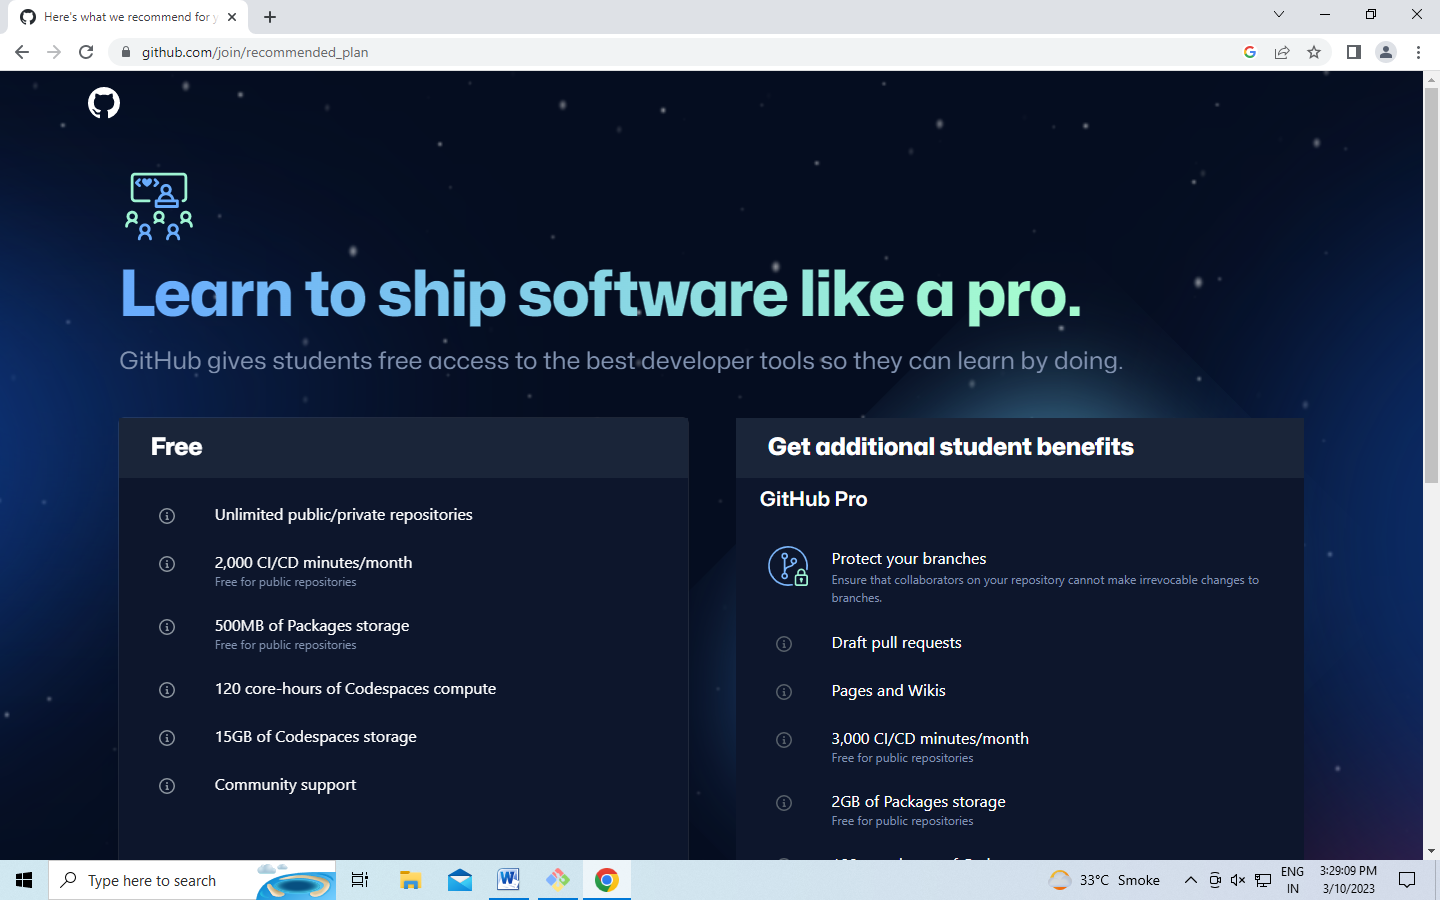 Here's what we recommend for y
github.com/join/recommended_plan
Learn to ship software like a pro.
GitHub gives students free access to the best developer tools so they can learn by doing.
Free
Unlimited public/private repositories
2,000 CI/CD minutes/month
Free for public repositories
500MB of Packages storage
Free for public repositories
120 core-hours of Codespaces compute
15GB of Codespaces storage
Community support
Get additional student benefits
GitHub Pro
Protect your branches
Ensure that collaborators on your repository cannot make irrevocable changes to
branches.
Draft pull requests
Pages and Wikis
3,000 CI/CD minutes/month
Free for public repositories
2GB of Packages storage
Free for public repositories
Type here to search
33°C Smoke
ENG
IN
3:29:09 PM
3/10/2023